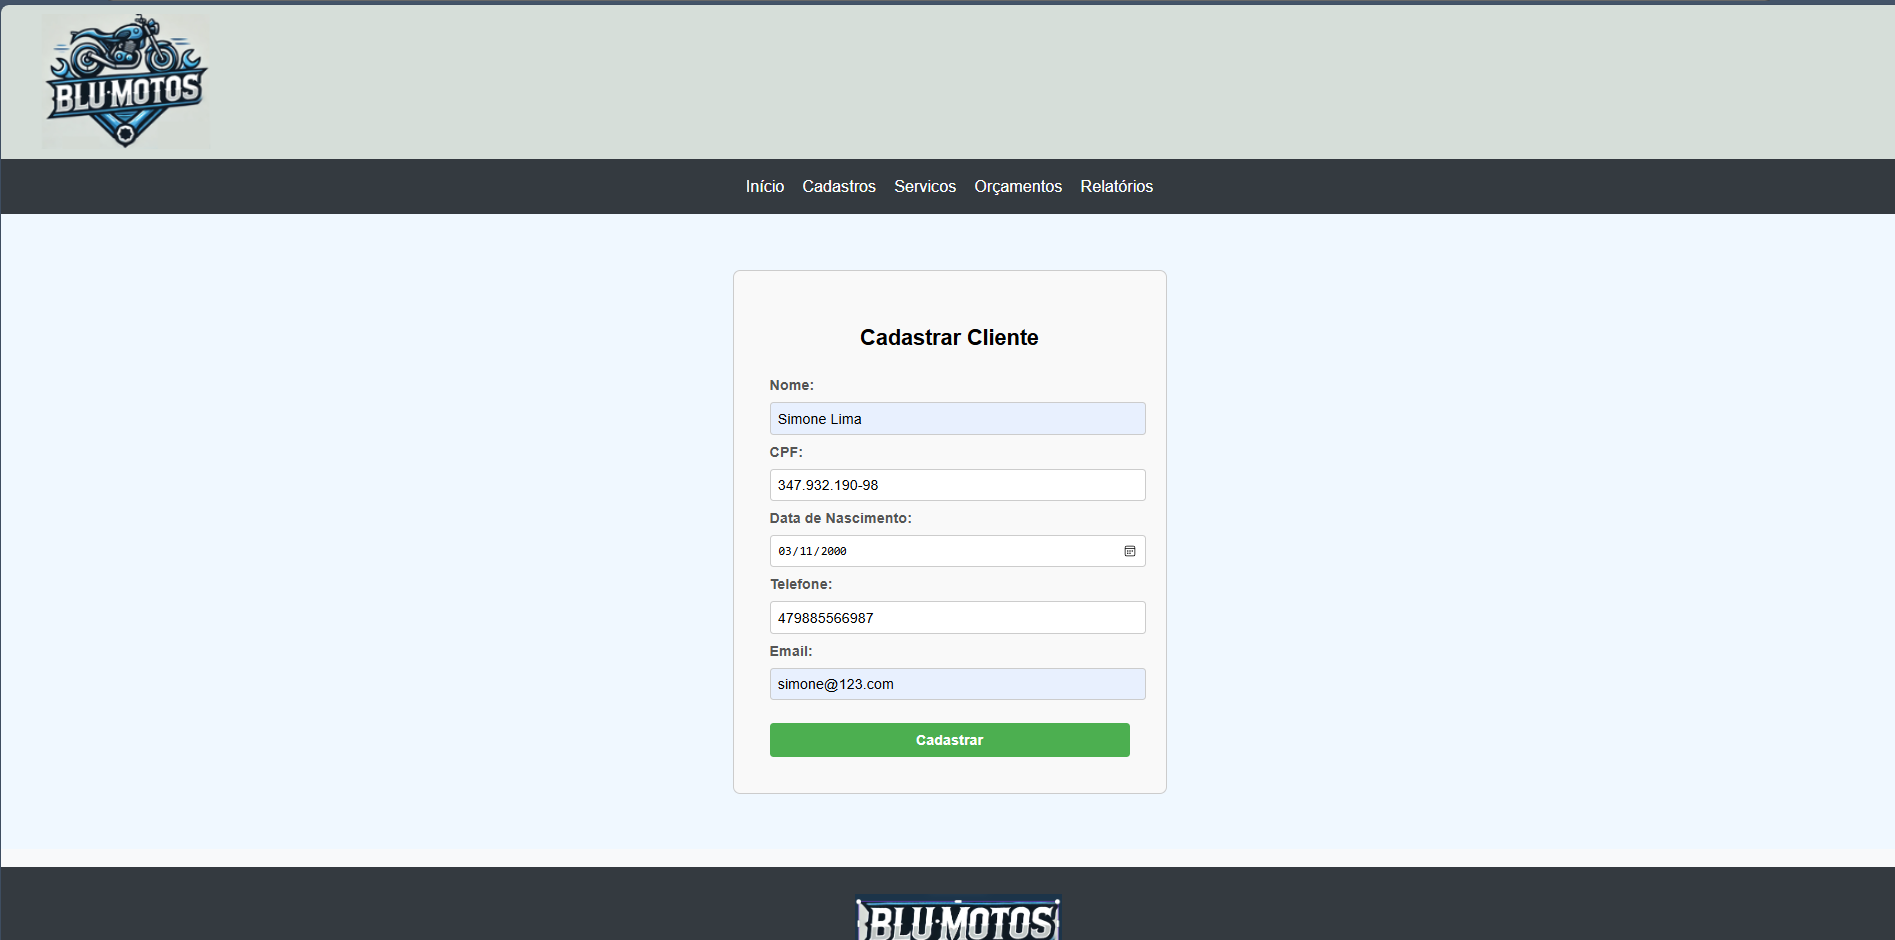 BLU·MOTOS
Início Cadastros Servicos Orçamentos Relatórios
Cadastrar Cliente
Nome:
Simone Lima
CPF:
347.932.190-98
Data de Nascimento:
03/11/2000
Telefone:
479885566987
Email:
simone@123.com
Cadastrar
BLU·MOTOS